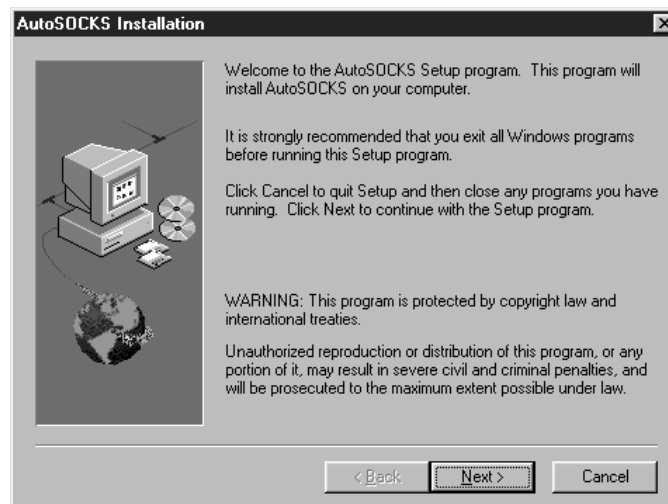 AutoSOCKS Installation
Welcome to the AutoSOCKS Setup program. This program will
install AutoSOCKS on your computer.
It is strongly recommended that you exit all Windows programs
before running this Setup program.
Click Cancel to quit Setup and then close any programs you have
running. Click Next to continue with the Setup program.
WARNING: This program is protected by copyright law and
international treaties.
Unauthorized reproduction or distribution of this program, or any
portion of it, may result in severe civil and criminal penalties, and
will be prosecuted to the maximum extent possible under law.
< Back
Next >
Cancel